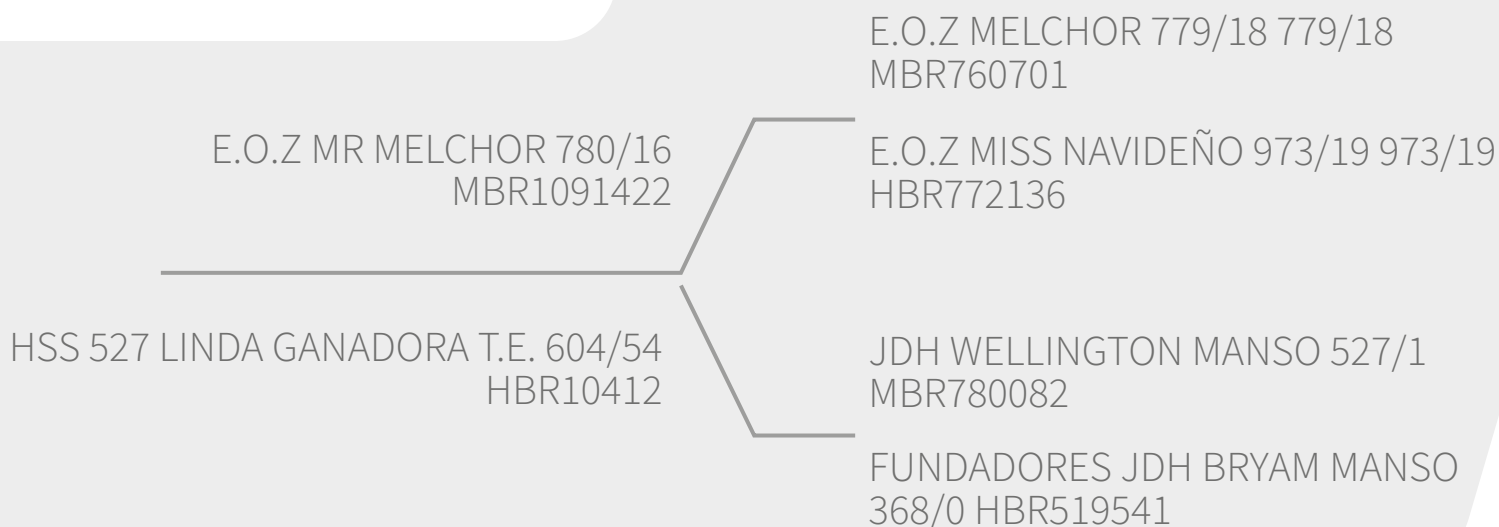 E.O.Z MELCHOR 779/18 779/18
MBR760701
E.O.Z MR MELCHOR 780/16
MBR1091422
E.O.Z MISS NAVIDEÑO 973/19 973/19
HBR772136
HSS 527 LINDA GANADORA T.E. 604/54
HBR10412
JDH WELLINGTON MANSO 527/1
MBR780082
FUNDADORES JDH BRYAM MANSO
368/0 HBR519541